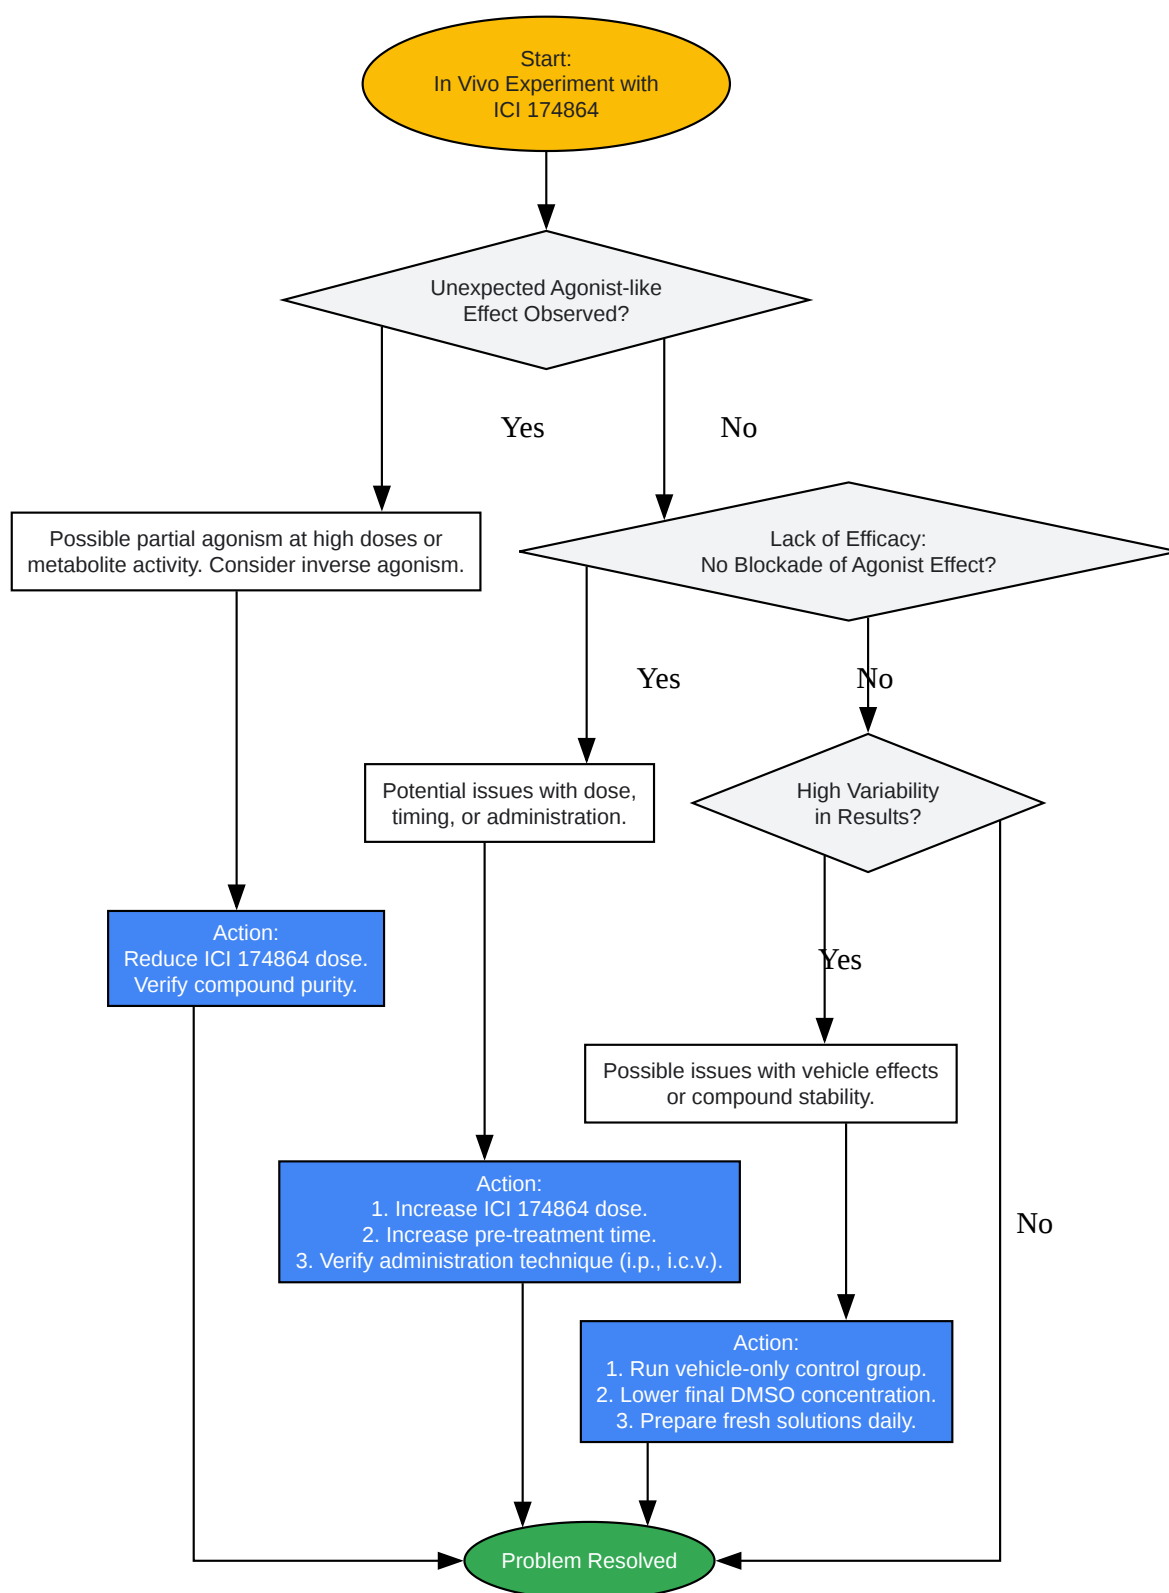 Start:
In Vivo Experiment with
ICI 174864
Unexpected Agonist-like
Effect Observed?
Yes
No
Possible partial agonism at high doses or
metabolite activity. Consider inverse agonism.
Lack of Efficacy:
No Blockade of Agonist Effect?
Yes
No
Potential issues with dose,
timing, or administration.
High Variability
in Results?
Action:
Reduce ICI 174864 dose.
Verify compound purity.
Yes
Possible issues with vehicle effects
or compound stability.
Action:
1. Increase ICI 174864 dose.
2. Increase pre-treatment time.
3. Verify administration technique (i.p., i.c.v.).
No
Action:
1. Run vehicle-only control group.
2. Lower final DMSO concentration.
3. Prepare fresh solutions daily.
Problem Resolved